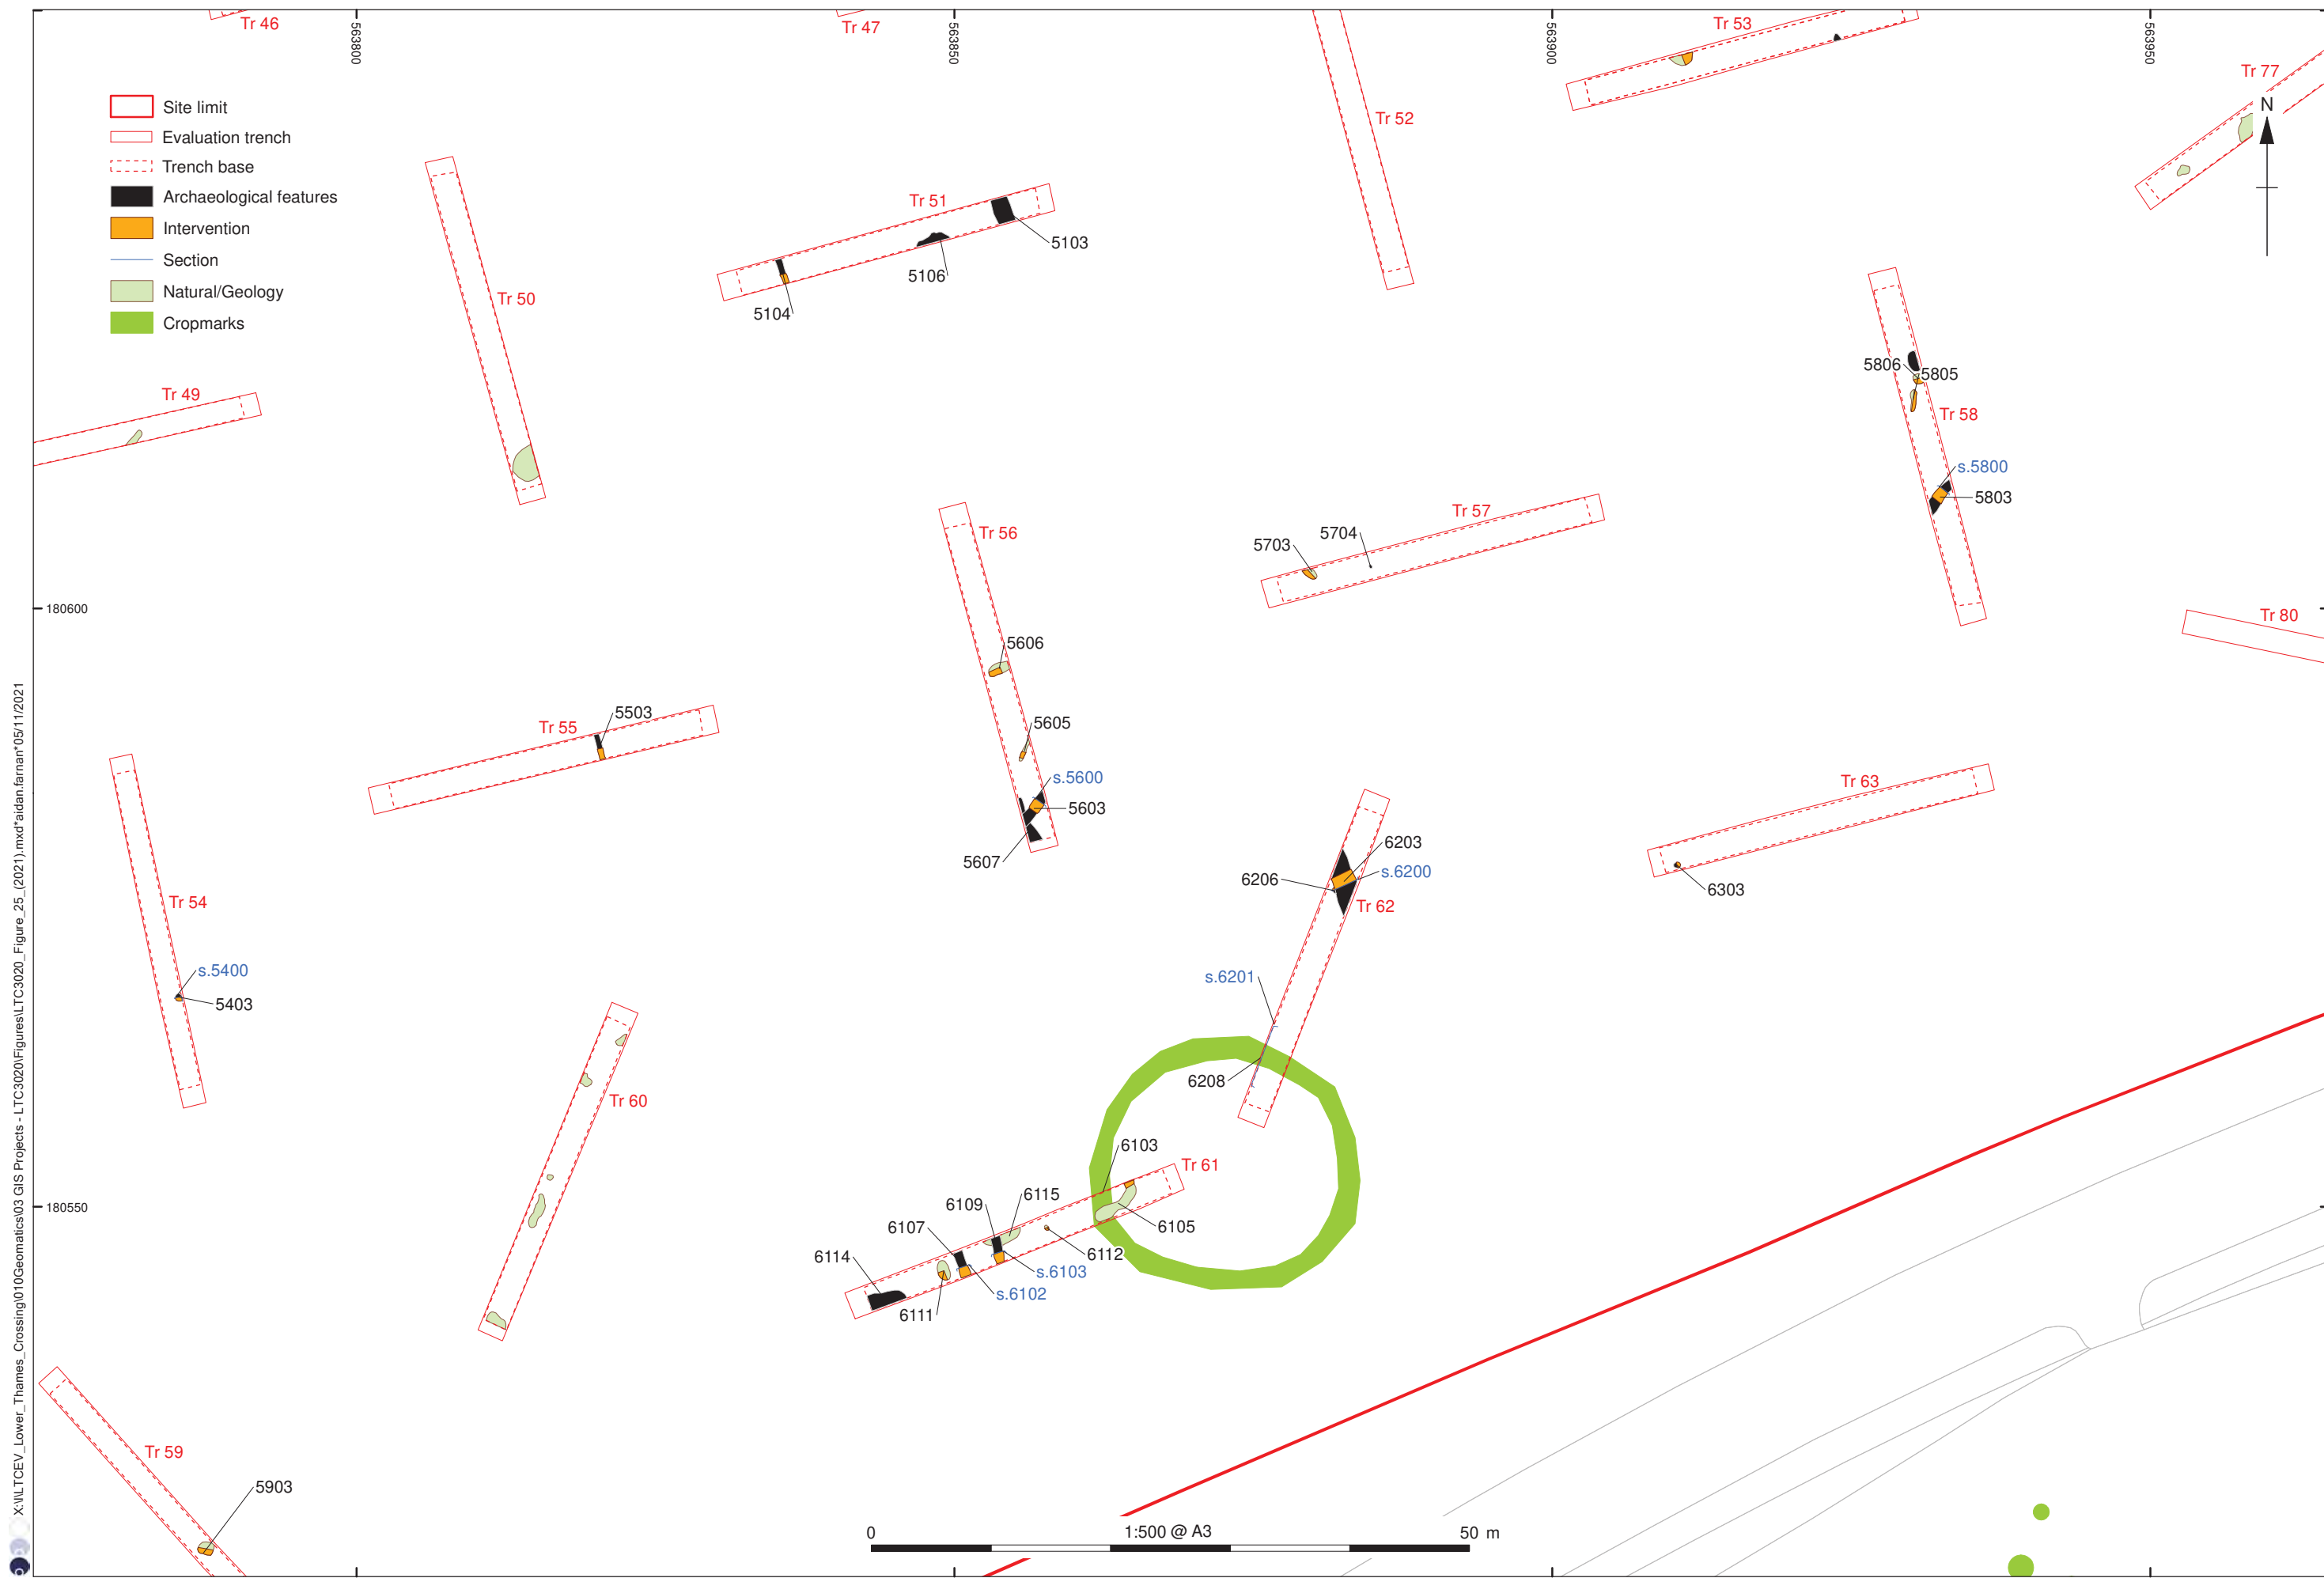 Tr 46
563800
Tr 47
563850
563900
Tr 53
563950
Tr 77
N
Site limit
Evaluation trench
Trench base
Archaeological features
Intervention
Section
Natural/Geology
Cropmarks
Tr 52
Tr 51
5103
5106
5104
Tr 50
Tr 49
5806
5805
Tr 58
s.5800
5803
Tr 56
Tr 57
5704
5703
180600
Tr 80
5606
5605
s.5600
5603
5607
5503
Tr 55
Tr 63
6303
6203
s.6200
6206
Tr 62
Tr 54
s.5400
5403
s.6201
6208
Tr 60
6103
Tr 61
6115
6109
6107
6105
6112
6114
s.6103
s.6102
6111
180550
Tr 59
5903
0
1:500 @ A3
50 m
X:\l\LTCEV_Lower_Thames_Crossing\010Geomatics\03 GIS Projects - LTC3020\Figures\LTC3020_Figure_25_(2021).mxd*aidan.farnan*05/11/2021